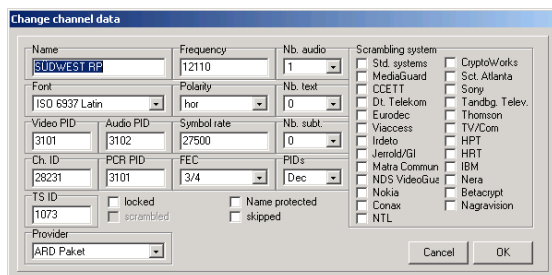 Change channel data
Name
SÜDWEST RP
Frequency
12110
Nb. audio
1
Font
ISO 6937 Latin
Polarity
hor
Nb. text
0
Video PID
3101
Audio PID
3102
Symbol rate
27500
Nb. subt.
0
Ch. ID
28231
PCR PID
3101
FEC
3/4
PIDs
Dec
TS ID
1073
locked
scrambled
Name protected
skipped
Provider
ARD Paket
Scrambling system
Std. systems
MediaGuard
CCETT
Dt. Telekom
Eurodec
Viaccess
Irdeto
Jerrold/GI
Matra Commun
NDS VideoGua
Nokia
Conax
NTL
CryptoWorks
Sct. Atlanta
Sony
Tandbg. Telev.
Thomson
TV/Com
HPT
HRT
IBM
Nera
Betacrypt
Nagravision
Cancel
OK